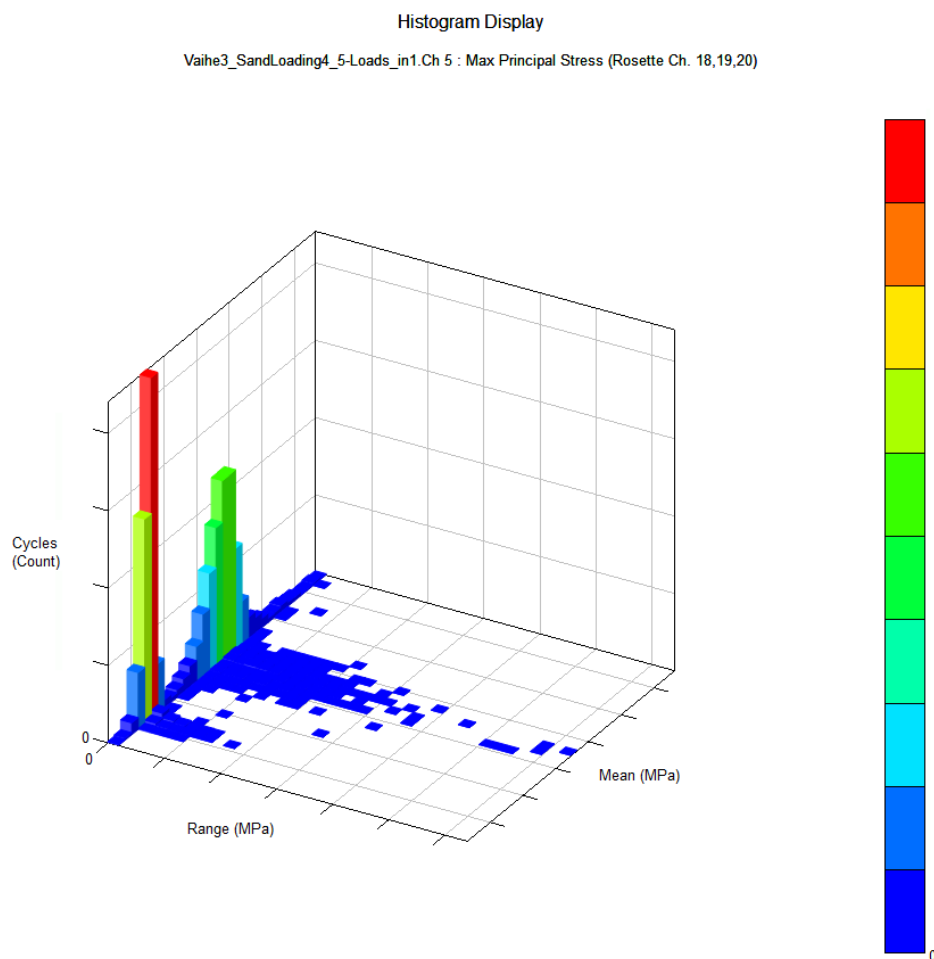 Histogram Display
Vaihe3_SandLoading4_5-Loads_in1.Ch 5 : Max Principal Stress (Rosette Ch. 18,19,20)
Cycles
(Count)
0
0
Range (MPa)
Mean (MPa)
0